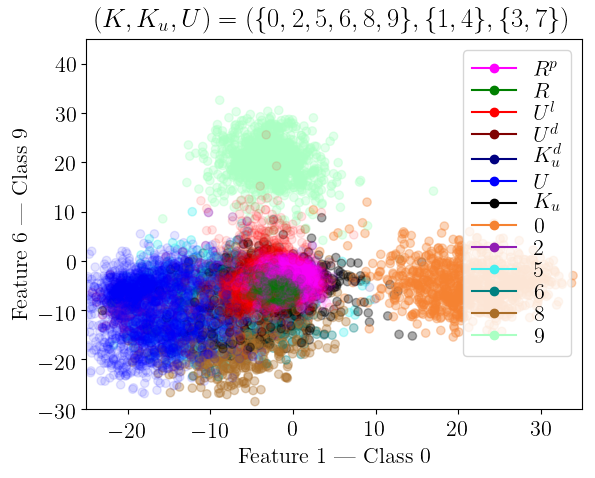 (K, K_u, U) = ({0, 2, 5, 6, 8, 9}, {1, 4}, {3, 7})
R^p
R
U^l
U^d
K_u^d
U
K_u
0
2
5
6
8
9
40
30
20
10
0
−10
−20
−30
−20
−10
0
10
20
30
Feature 6 — Class 9
Feature 1 — Class 0